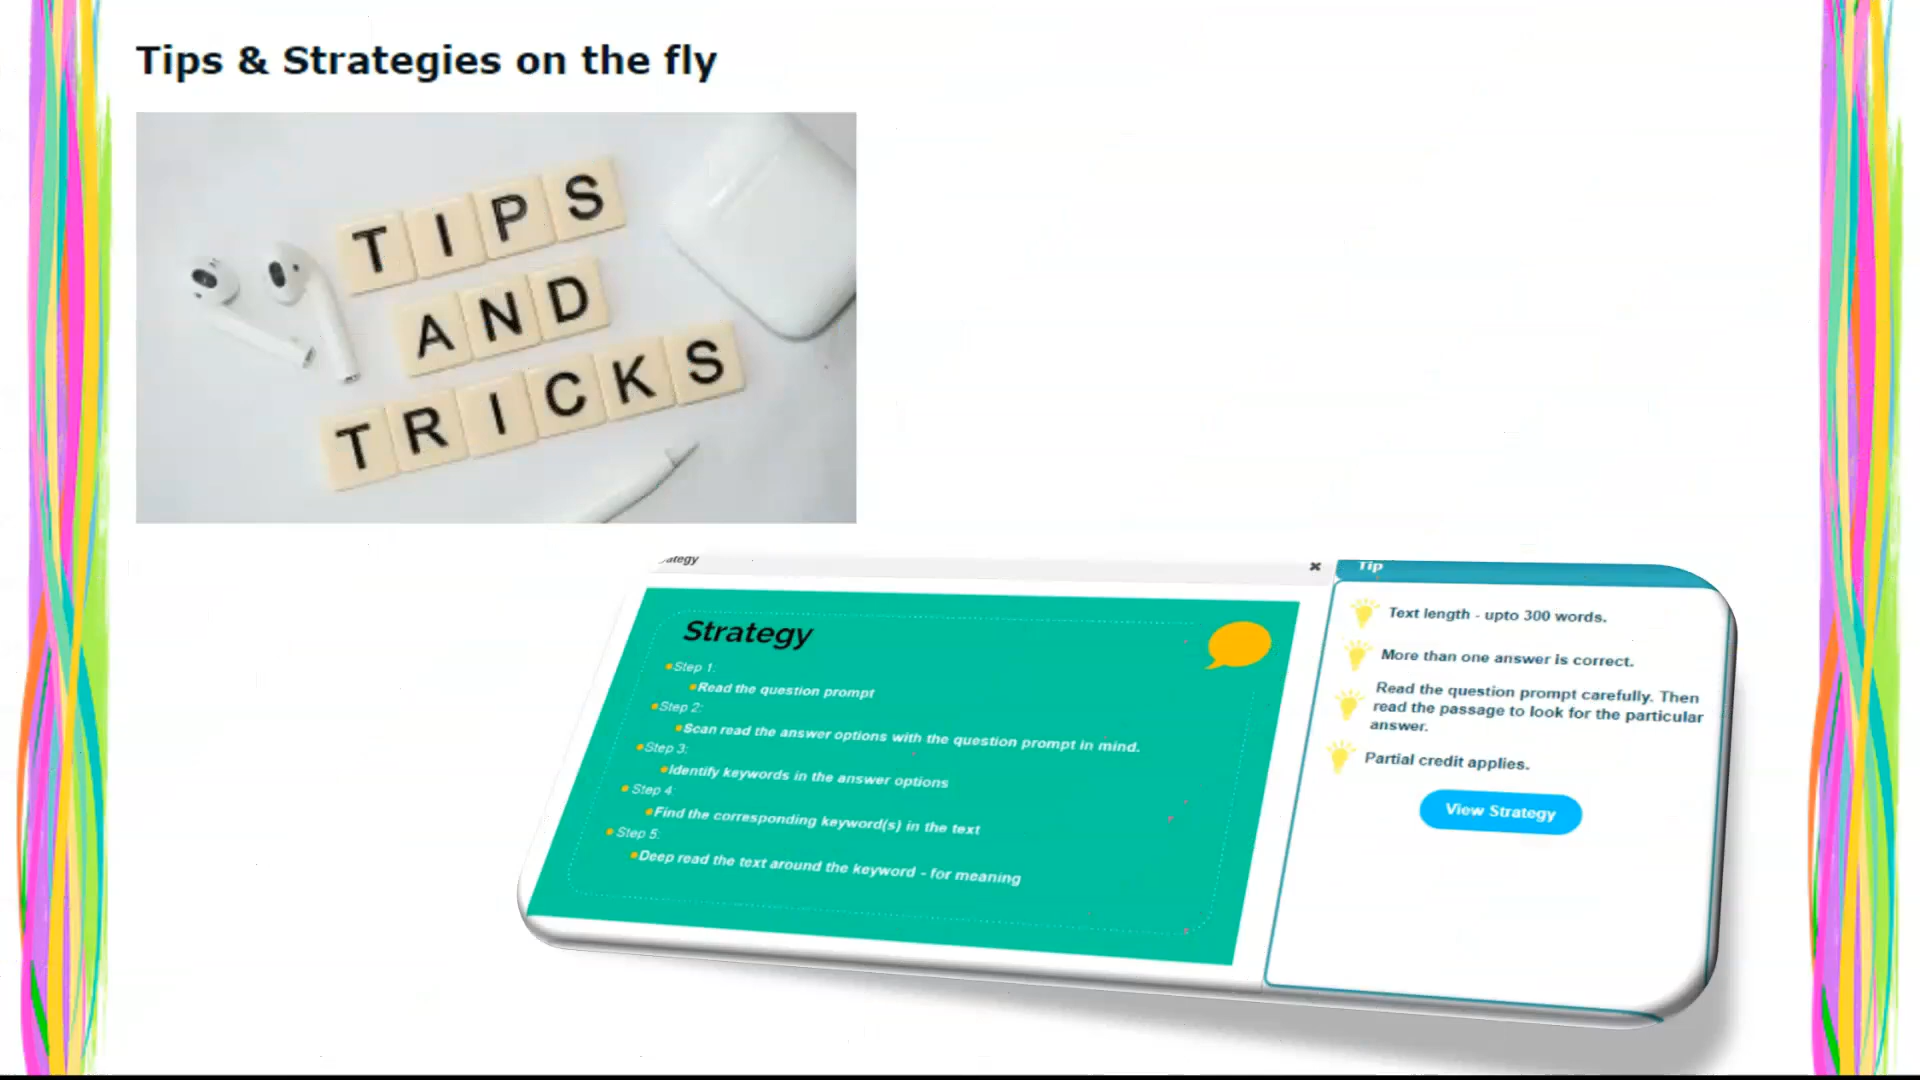 Tips & Strategies on the fly
TIPS
AND
TRICKS
Strategy
Step 1:
Read the question prompt
Step 2:
Scan read the answer options with the question prompt in mind.
Step 3:
Identify keywords in the answer options
Step 4:
Find the corresponding keyword(s) in the text
Step 5:
Deep read the text around the keyword - for meaning
Tip
Text length - upto 300 words.
More than one answer is correct.
Read the question prompt carefully. Then
read the passage to look for the particular
answer.
Partial credit applies.
View Strategy